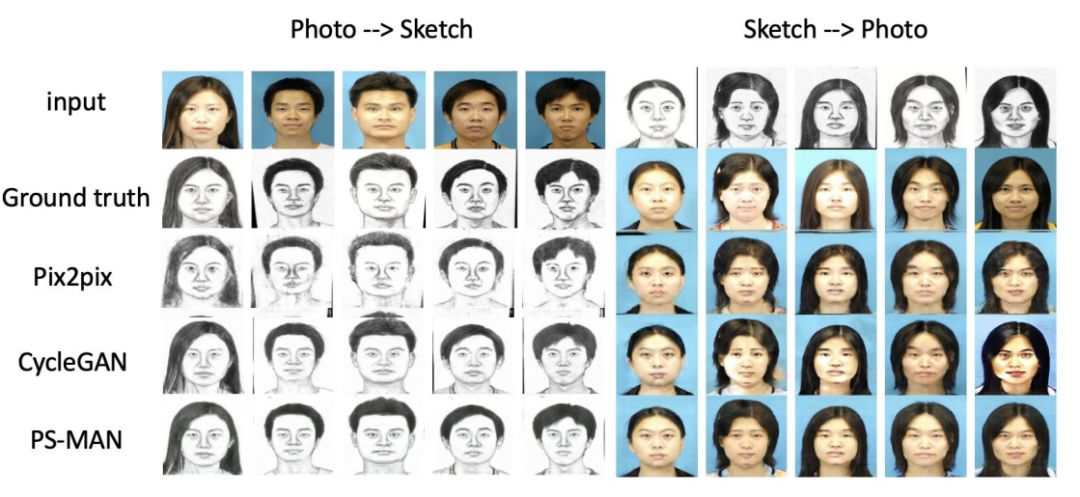 Photo --> Sketch
Sketch --> Photo
input
Ground truth
Pix2pix
CycleGAN
PS-MAN